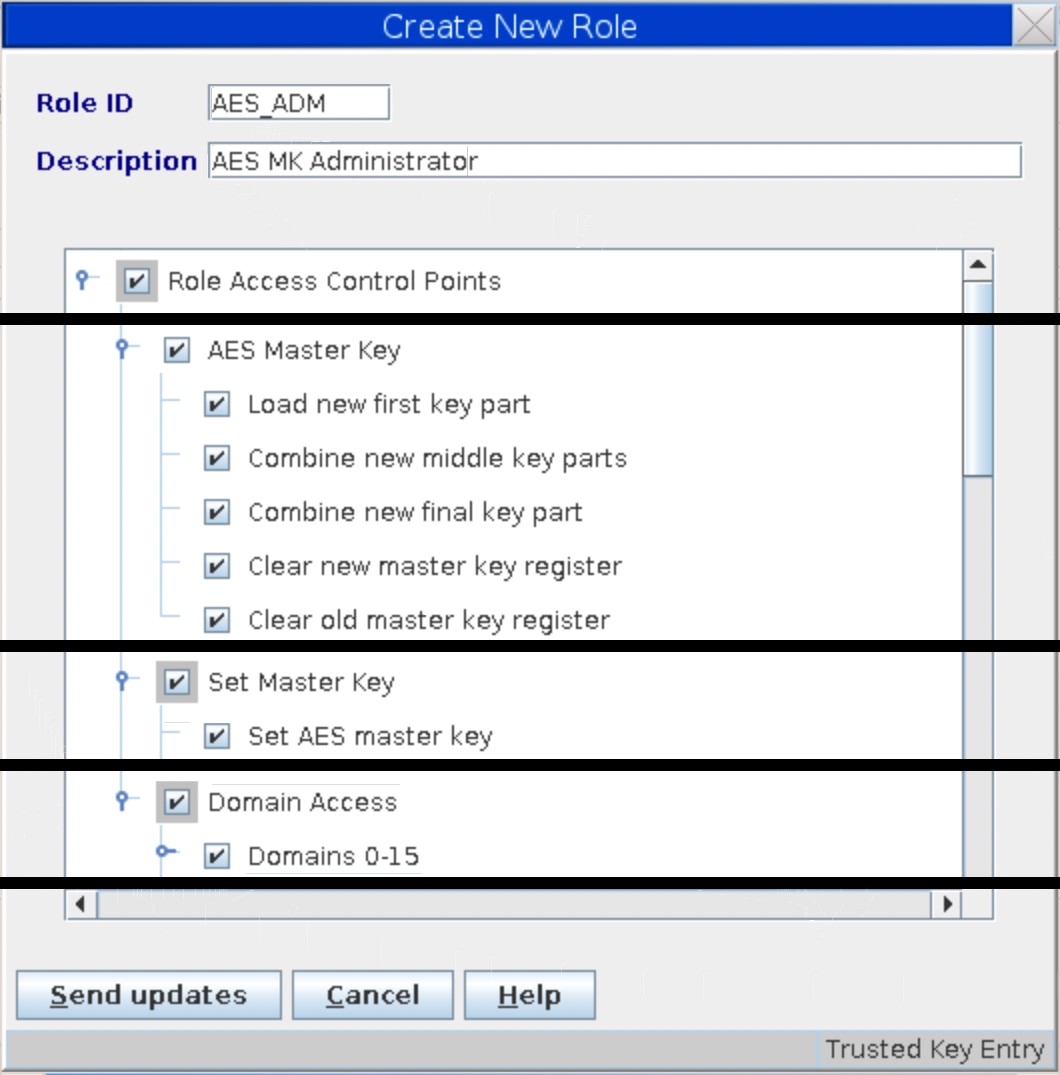 Create New Role
Role ID AES_ADM
Description AES MK Administrator
Role Access Control Points
AES Master Key
Load new first key part
Combine new middle key parts
Combine new final key part
Clear new master key register
Clear old master key register
Set Master Key
Set AES master key
Domain Access
Domains 0-15
Send updates Cancel Help
Trusted Key Entry